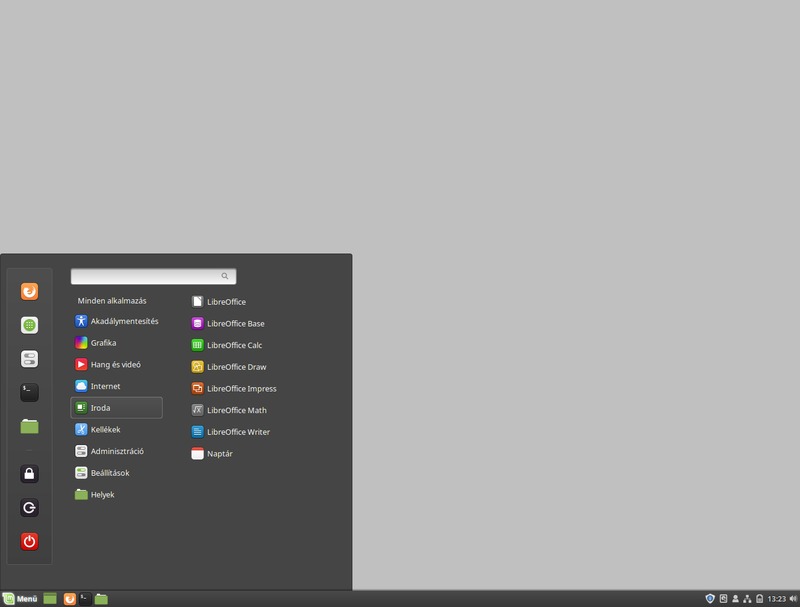 Minden alkalmazás
Akadálymentesítés
Grafika
Hang és videó
Internet
Iroda
Kellékek
Adminisztráció
Beállítások
Helyek
LibreOffice
LibreOffice Base
LibreOffice Calc
LibreOffice Draw
LibreOffice Impress
LibreOffice Math
LibreOffice Writer
Naptár
Menü
13:23